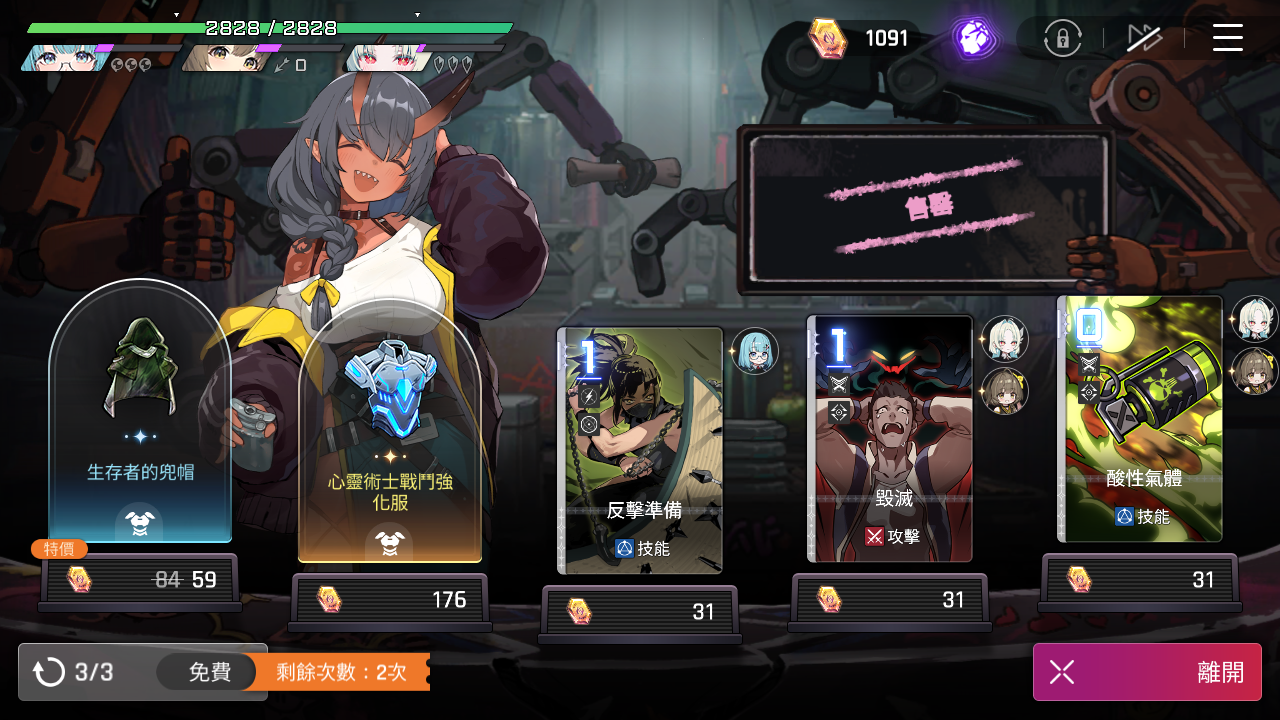 2828 / 2828
1091
售罄
生存者的兜帽
特價
84 59
心靈術士戰鬥強
化服
176
1
反擊準備
技能
31
1
毀滅
攻擊
31
0
酸性氣體
技能
31
3/3
免費
剩餘次數：2次
離開